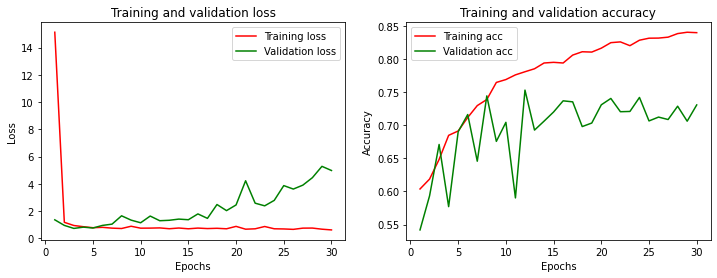 Training and validation loss
Training loss
Validation loss
Loss
14
12
10
8
6
4
2
0
0
5
10
15
20
25
30
Epochs
Training and validation accuracy
Training acc
Validation acc
Accuracy
0.85
0.80
0.75
0.70
0.65
0.60
0.55
0
5
10
15
20
25
30
Epochs